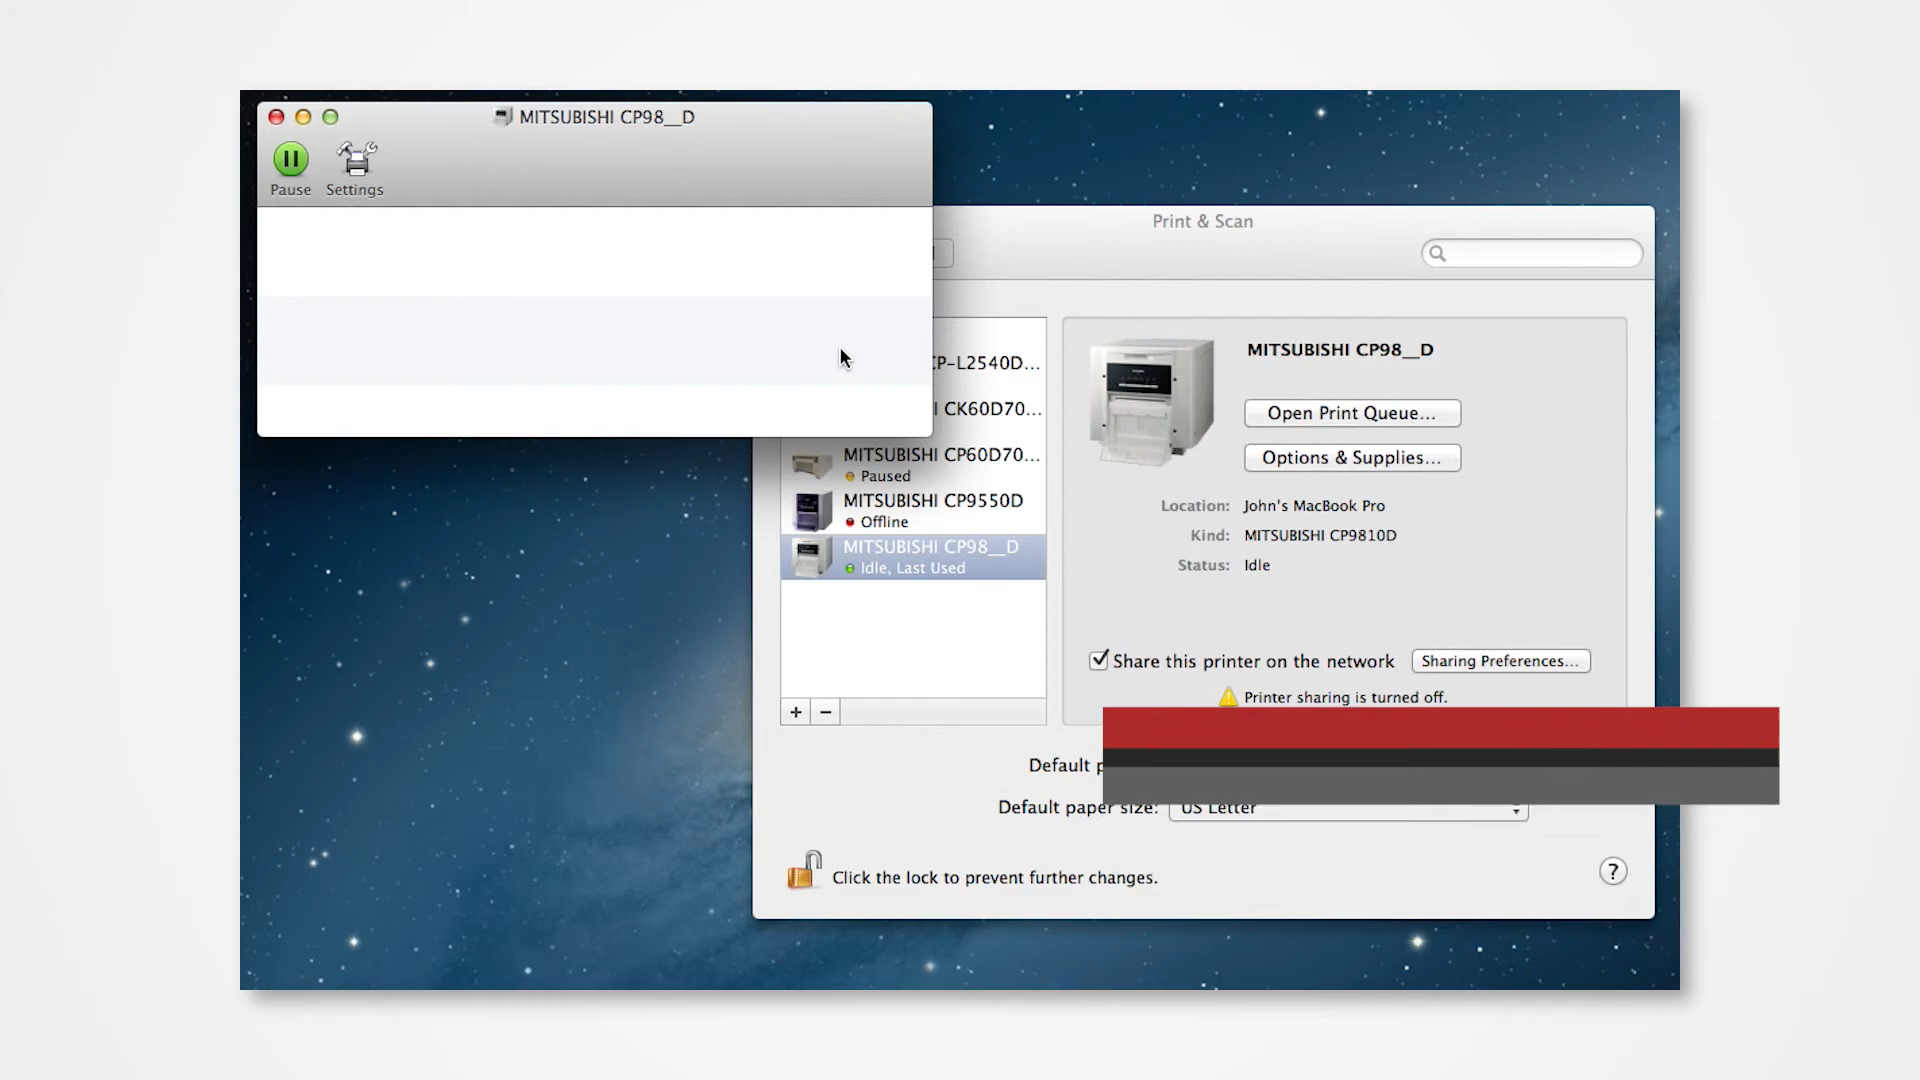 MITSUBISHI CP98__D
Pause
Settings
Print & Scan
CP-L2540D...
CK60D70...
MITSUBISHI CP60D70...
Paused
MITSUBISHI CP9550D
Offline
MITSUBISHI CP98__D
Idle, Last Used
+ −
MITSUBISHI CP98__D
Open Print Queue...
Options & Supplies...
Location: John's MacBook Pro
Kind: MITSUBISHI CP9810D
Status: Idle
Share this printer on the network
Sharing Preferences...
Printer sharing is turned off.
Default
Default paper size: US Letter
Click the lock to prevent further changes.
?